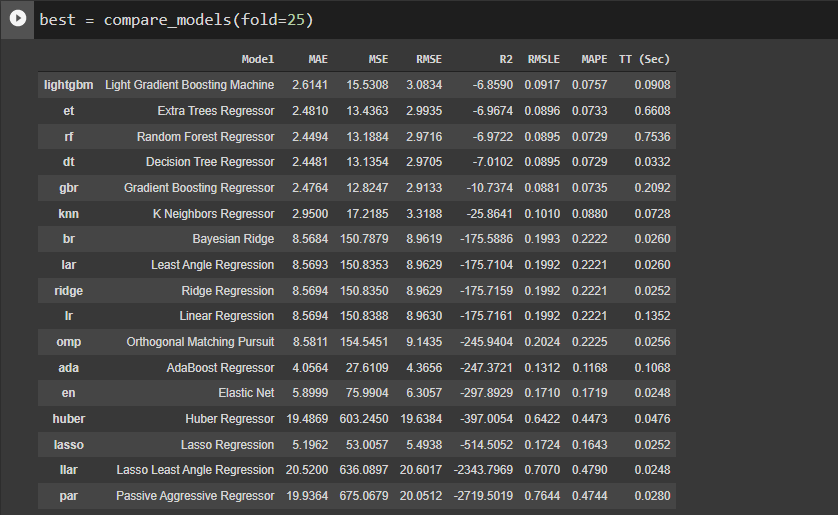 best = compare_models(fold=25)
Model MAE MSE RMSE R2 RMSLE MAPE TT (Sec)
lightgbm Light Gradient Boosting Machine 2.6141 15.5308 3.0834 -6.8590 0.0917 0.0757 0.0908
et Extra Trees Regressor 2.4810 13.4363 2.9935 -6.9674 0.0896 0.0733 0.6608
rf Random Forest Regressor 2.4494 13.1884 2.9716 -6.9722 0.0895 0.0729 0.7536
dt Decision Tree Regressor 2.4481 13.1354 2.9705 -7.0102 0.0895 0.0729 0.0332
gbr Gradient Boosting Regressor 2.4764 12.8247 2.9133 -10.7374 0.0881 0.0735 0.2092
knn K Neighbors Regressor 2.9500 17.2185 3.3188 -25.8641 0.1010 0.0880 0.0728
br Bayesian Ridge 8.5684 150.7879 8.9619 -175.5886 0.1993 0.2222 0.0260
lar Least Angle Regression 8.5693 150.8353 8.9629 -175.7104 0.1992 0.2221 0.0260
ridge Ridge Regression 8.5694 150.8350 8.9629 -175.7159 0.1992 0.2221 0.0252
lr Linear Regression 8.5694 150.8388 8.9630 -175.7161 0.1992 0.2221 0.1352
omp Orthogonal Matching Pursuit 8.5811 154.5451 9.1435 -245.9404 0.2024 0.2225 0.0256
ada AdaBoost Regressor 4.0564 27.6109 4.3656 -247.3721 0.1312 0.1168 0.1068
en Elastic Net 5.8999 75.9904 6.3057 -297.8929 0.1710 0.1719 0.0248
huber Huber Regressor 19.4869 603.2450 19.6384 -397.0054 0.6422 0.4473 0.0476
lasso Lasso Regression 5.1962 53.0057 5.4938 -514.5052 0.1724 0.1643 0.0252
llar Lasso Least Angle Regression 20.5200 636.0897 20.6017 -2343.7969 0.7070 0.4790 0.0248
par Passive Aggressive Regressor 19.9364 675.0679 20.0512 -2719.5019 0.7644 0.4744 0.0280